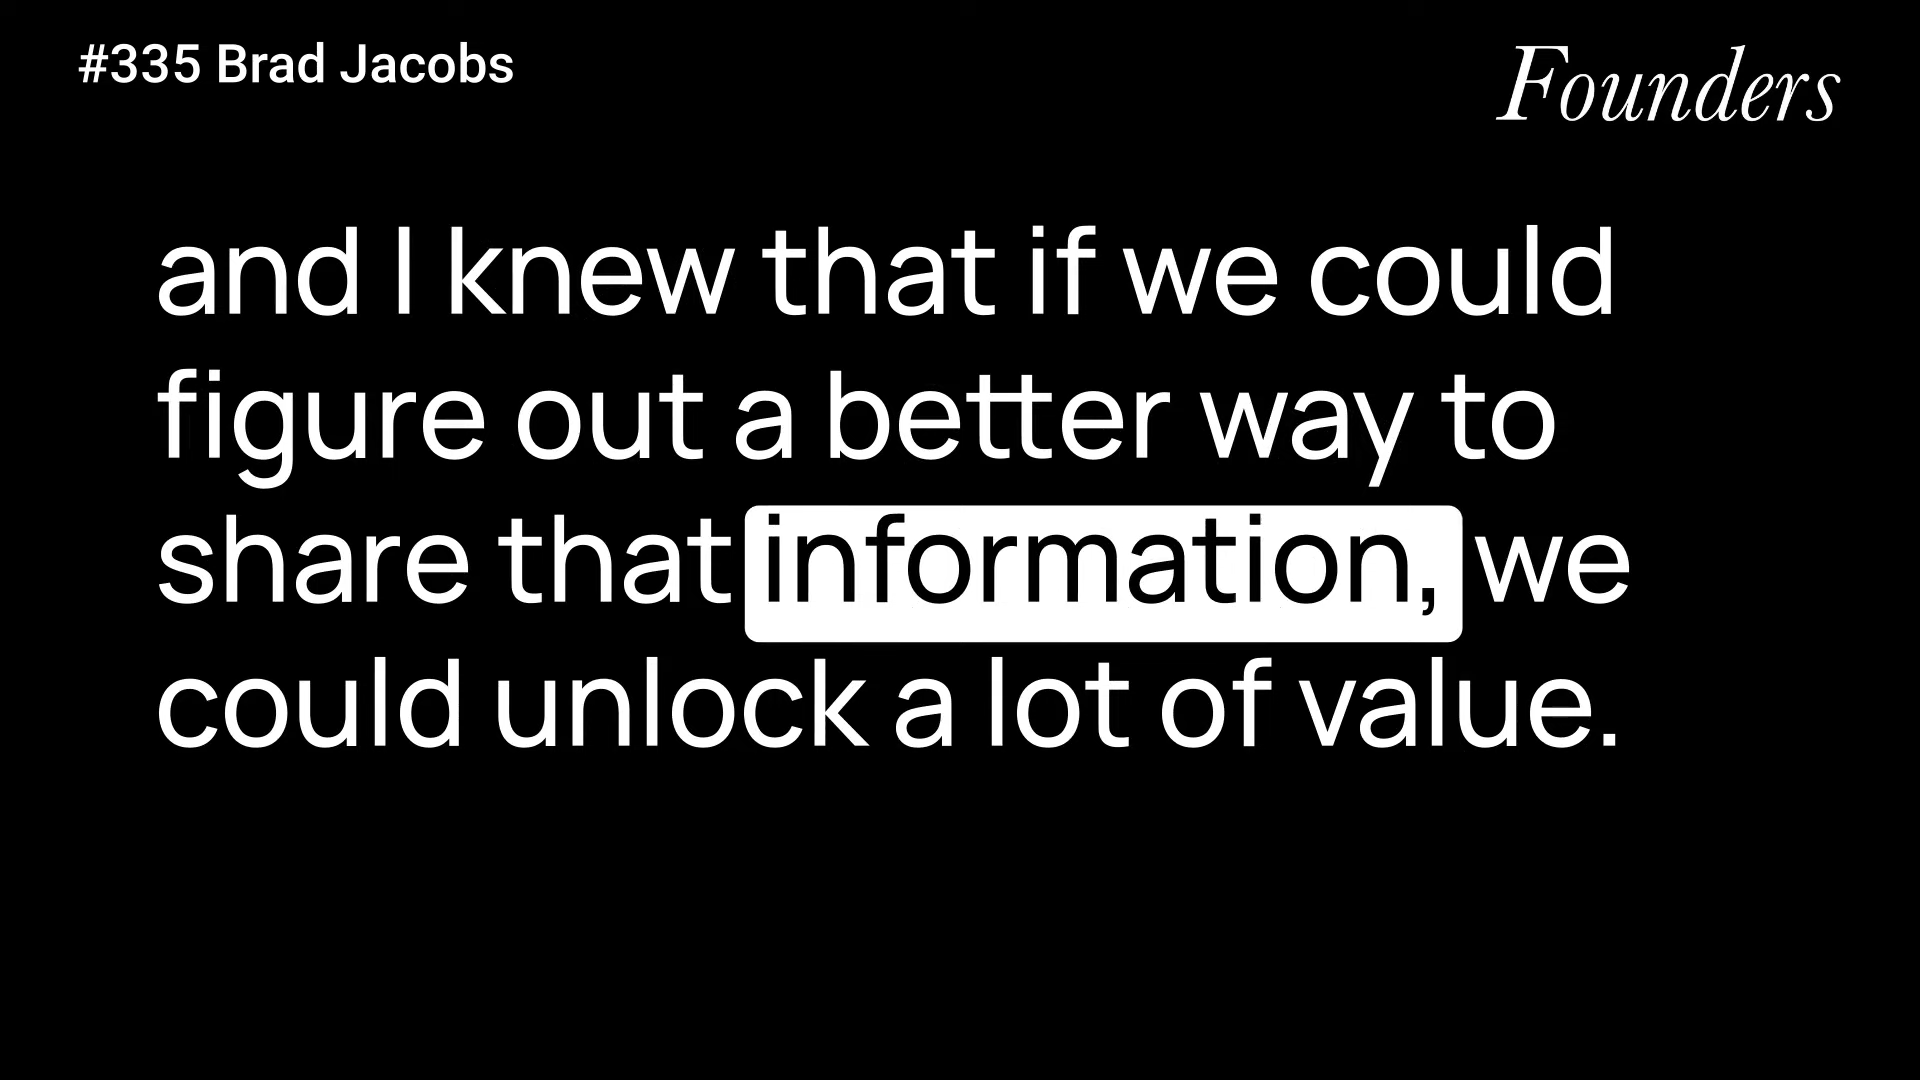 #335 Brad Jacobs
Founders
and I knew that if we could
figure out a better way to
share that information, we
could unlock a lot of value.